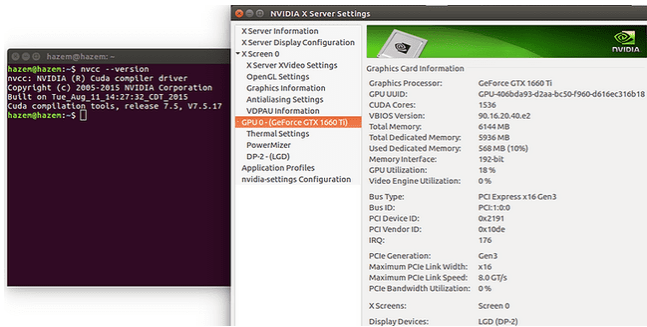 NVIDIA X Server Settings
hazem@hazem: ~
hazem@hazem:~$ nvcc --version
nvcc: NVIDIA (R) Cuda compiler driver
Copyright (c) 2005-2015 NVIDIA Corporation
Built on Tue_Aug_11_14:27:32_CDT_2015
Cuda compilation tools, release 7.5, V7.5.17
hazem@hazem:~$
X Server Information
X Server Display Configuration
X Screen 0
X Server XVideo Settings
OpenGL Settings
Graphics Information
Antialiasing Settings
VDPAU Information
GPU 0 - (GeForce GTX 1660 Ti)
Thermal Settings
PowerMizer
DP-2 - (LGD)
Application Profiles
nvidia-settings Configuration
NVIDIA
Graphics Card Information
Graphics Processor: GeForce GTX 1660 Ti
GPU UUID: GPU-406bda93-d2aa-bc50-f960-d616ec316b18
CUDA Cores: 1536
VBIOS Version: 90.16.20.40.e2
Total Memory: 6144 MB
Total Dedicated Memory: 5936 MB
Used Dedicated Memory: 568 MB (10%)
Memory Interface: 192-bit
GPU Utilization: 18 %
Video Engine Utilization: 0 %
Bus Type: PCI Express x16 Gen3
Bus ID: PCI:1:0:0
PCI Device ID: 0x2191
PCI Vendor ID: 0x10de
IRQ: 176
PCIe Generation: Gen3
Maximum PCIe Link Width: x16
Maximum PCIe Link Speed: 8.0 GT/s
PCIe Bandwidth Utilization: 0 %
X Screens: Screen 0
Display Devices: LGD (DP-2)